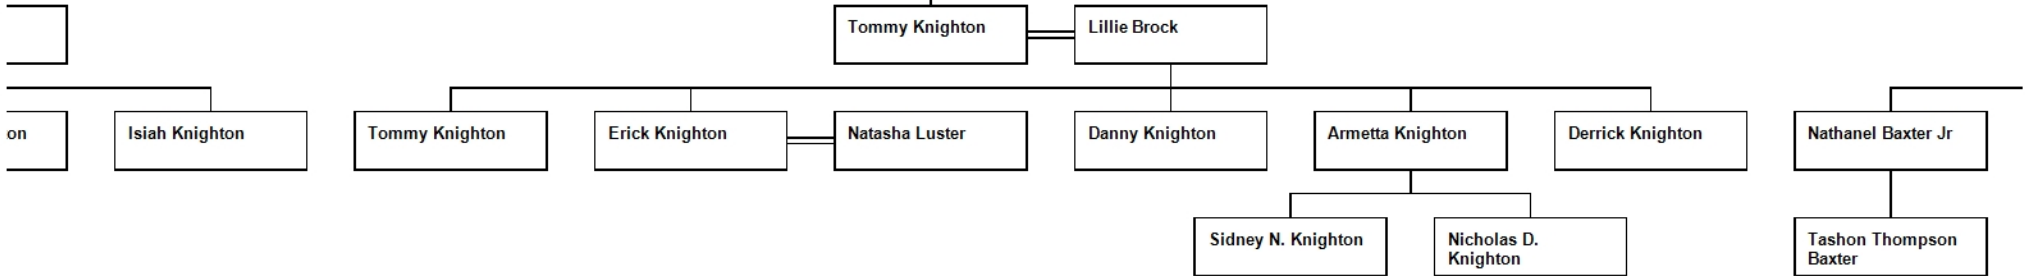 Tommy Knighton
Lillie Brock
on
Isiah Knighton
Tommy Knighton
Erick Knighton
Natasha Luster
Danny Knighton
Armetta Knighton
Derrick Knighton
Nathanel Baxter Jr
Sidney N. Knighton
Nicholas D.
Knighton
Tashon Thompson
Baxter